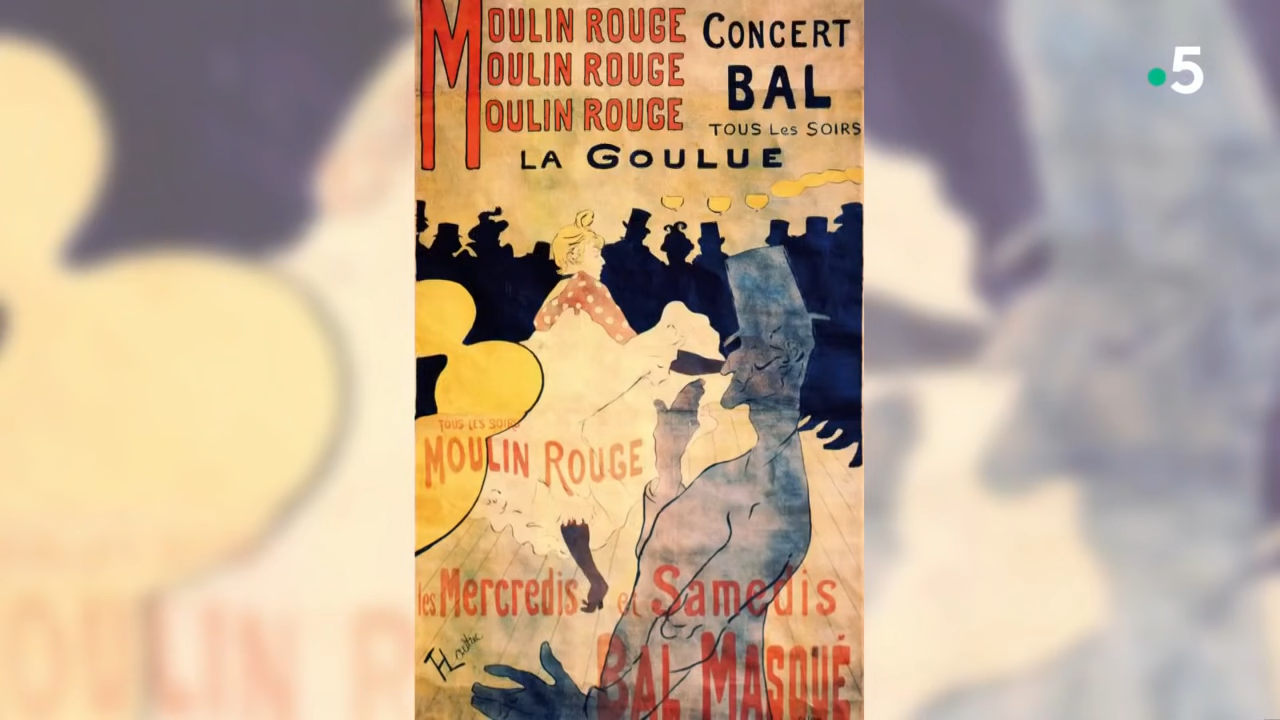 MOULIN ROUGE CONCERT
MOULIN ROUGE BAL
MOULIN ROUGE TOUS Les SOIRS
LA GOULUE
5
TOUS LES SOIRS
MOULIN ROUGE
les Mercredis et Samedis
BAL MASQUÉ